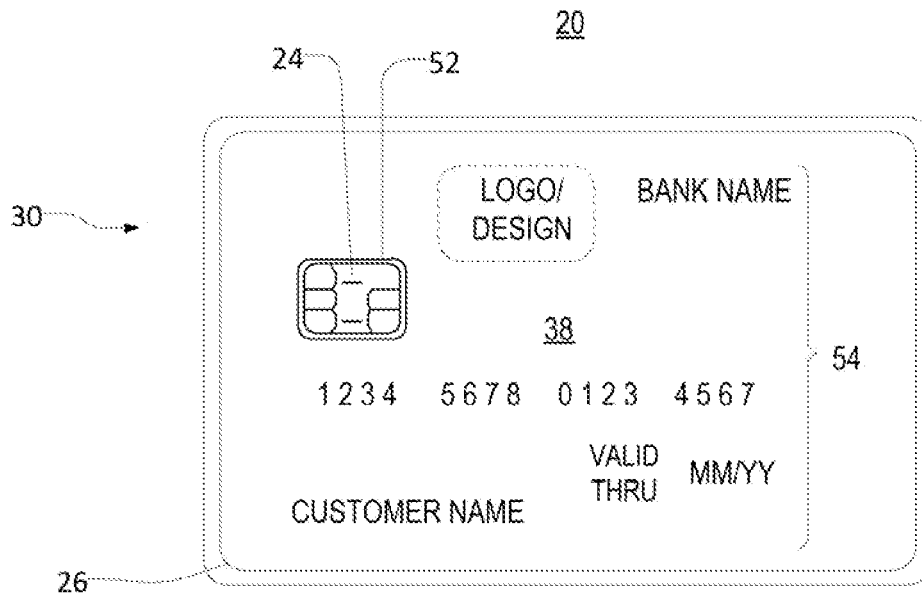 20
24 52
LOGO/ BANK NAME
DESIGN
30
38
54
1234 5678 0123 4567
VALID
THRU MM/YY
CUSTOMER NAME
26